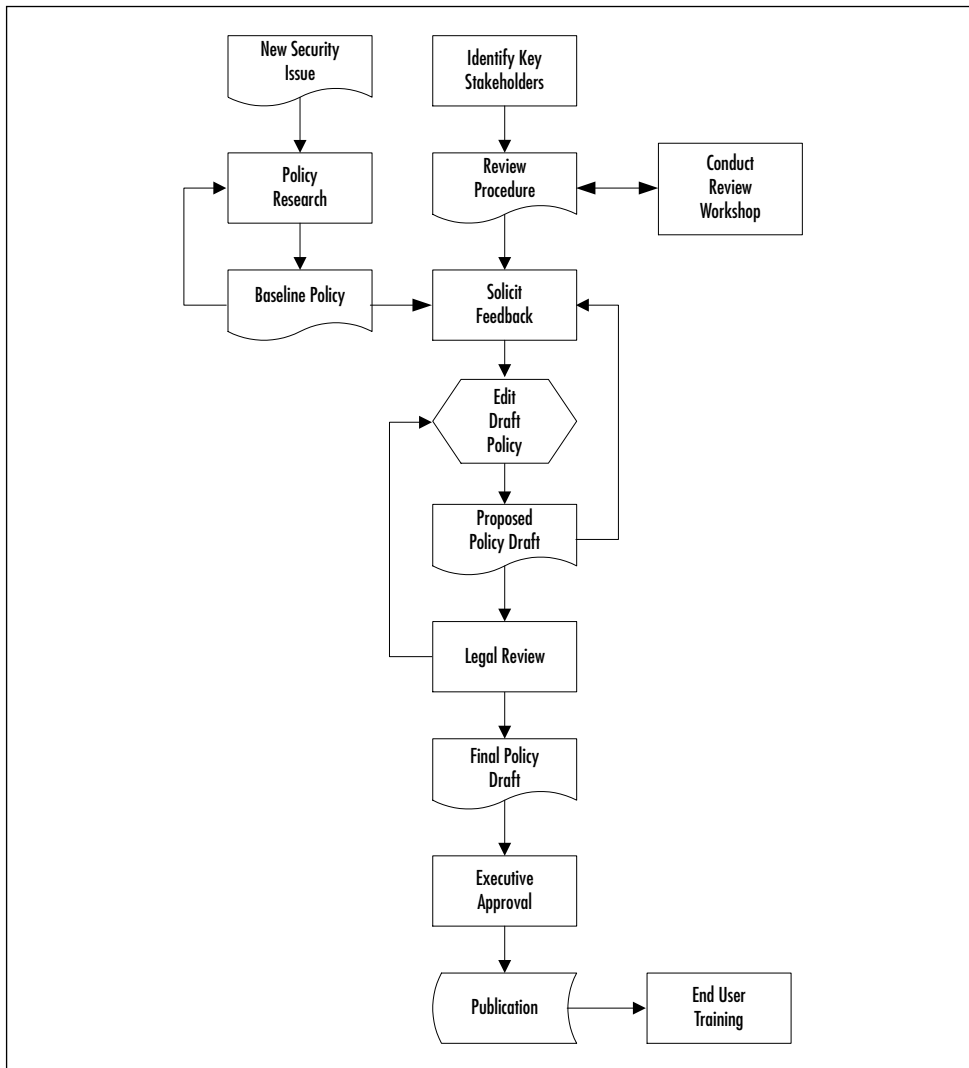 New Security
Issue
Identify Key
Stakeholders
Policy
Research
Review
Procedure
Conduct
Review
Workshop
Baseline Policy
Solicit
Feedback
Edit
Draft
Policy
Proposed
Policy Draft
Legal Review
Final Policy
Draft
Executive
Approval
Publication
End User
Training